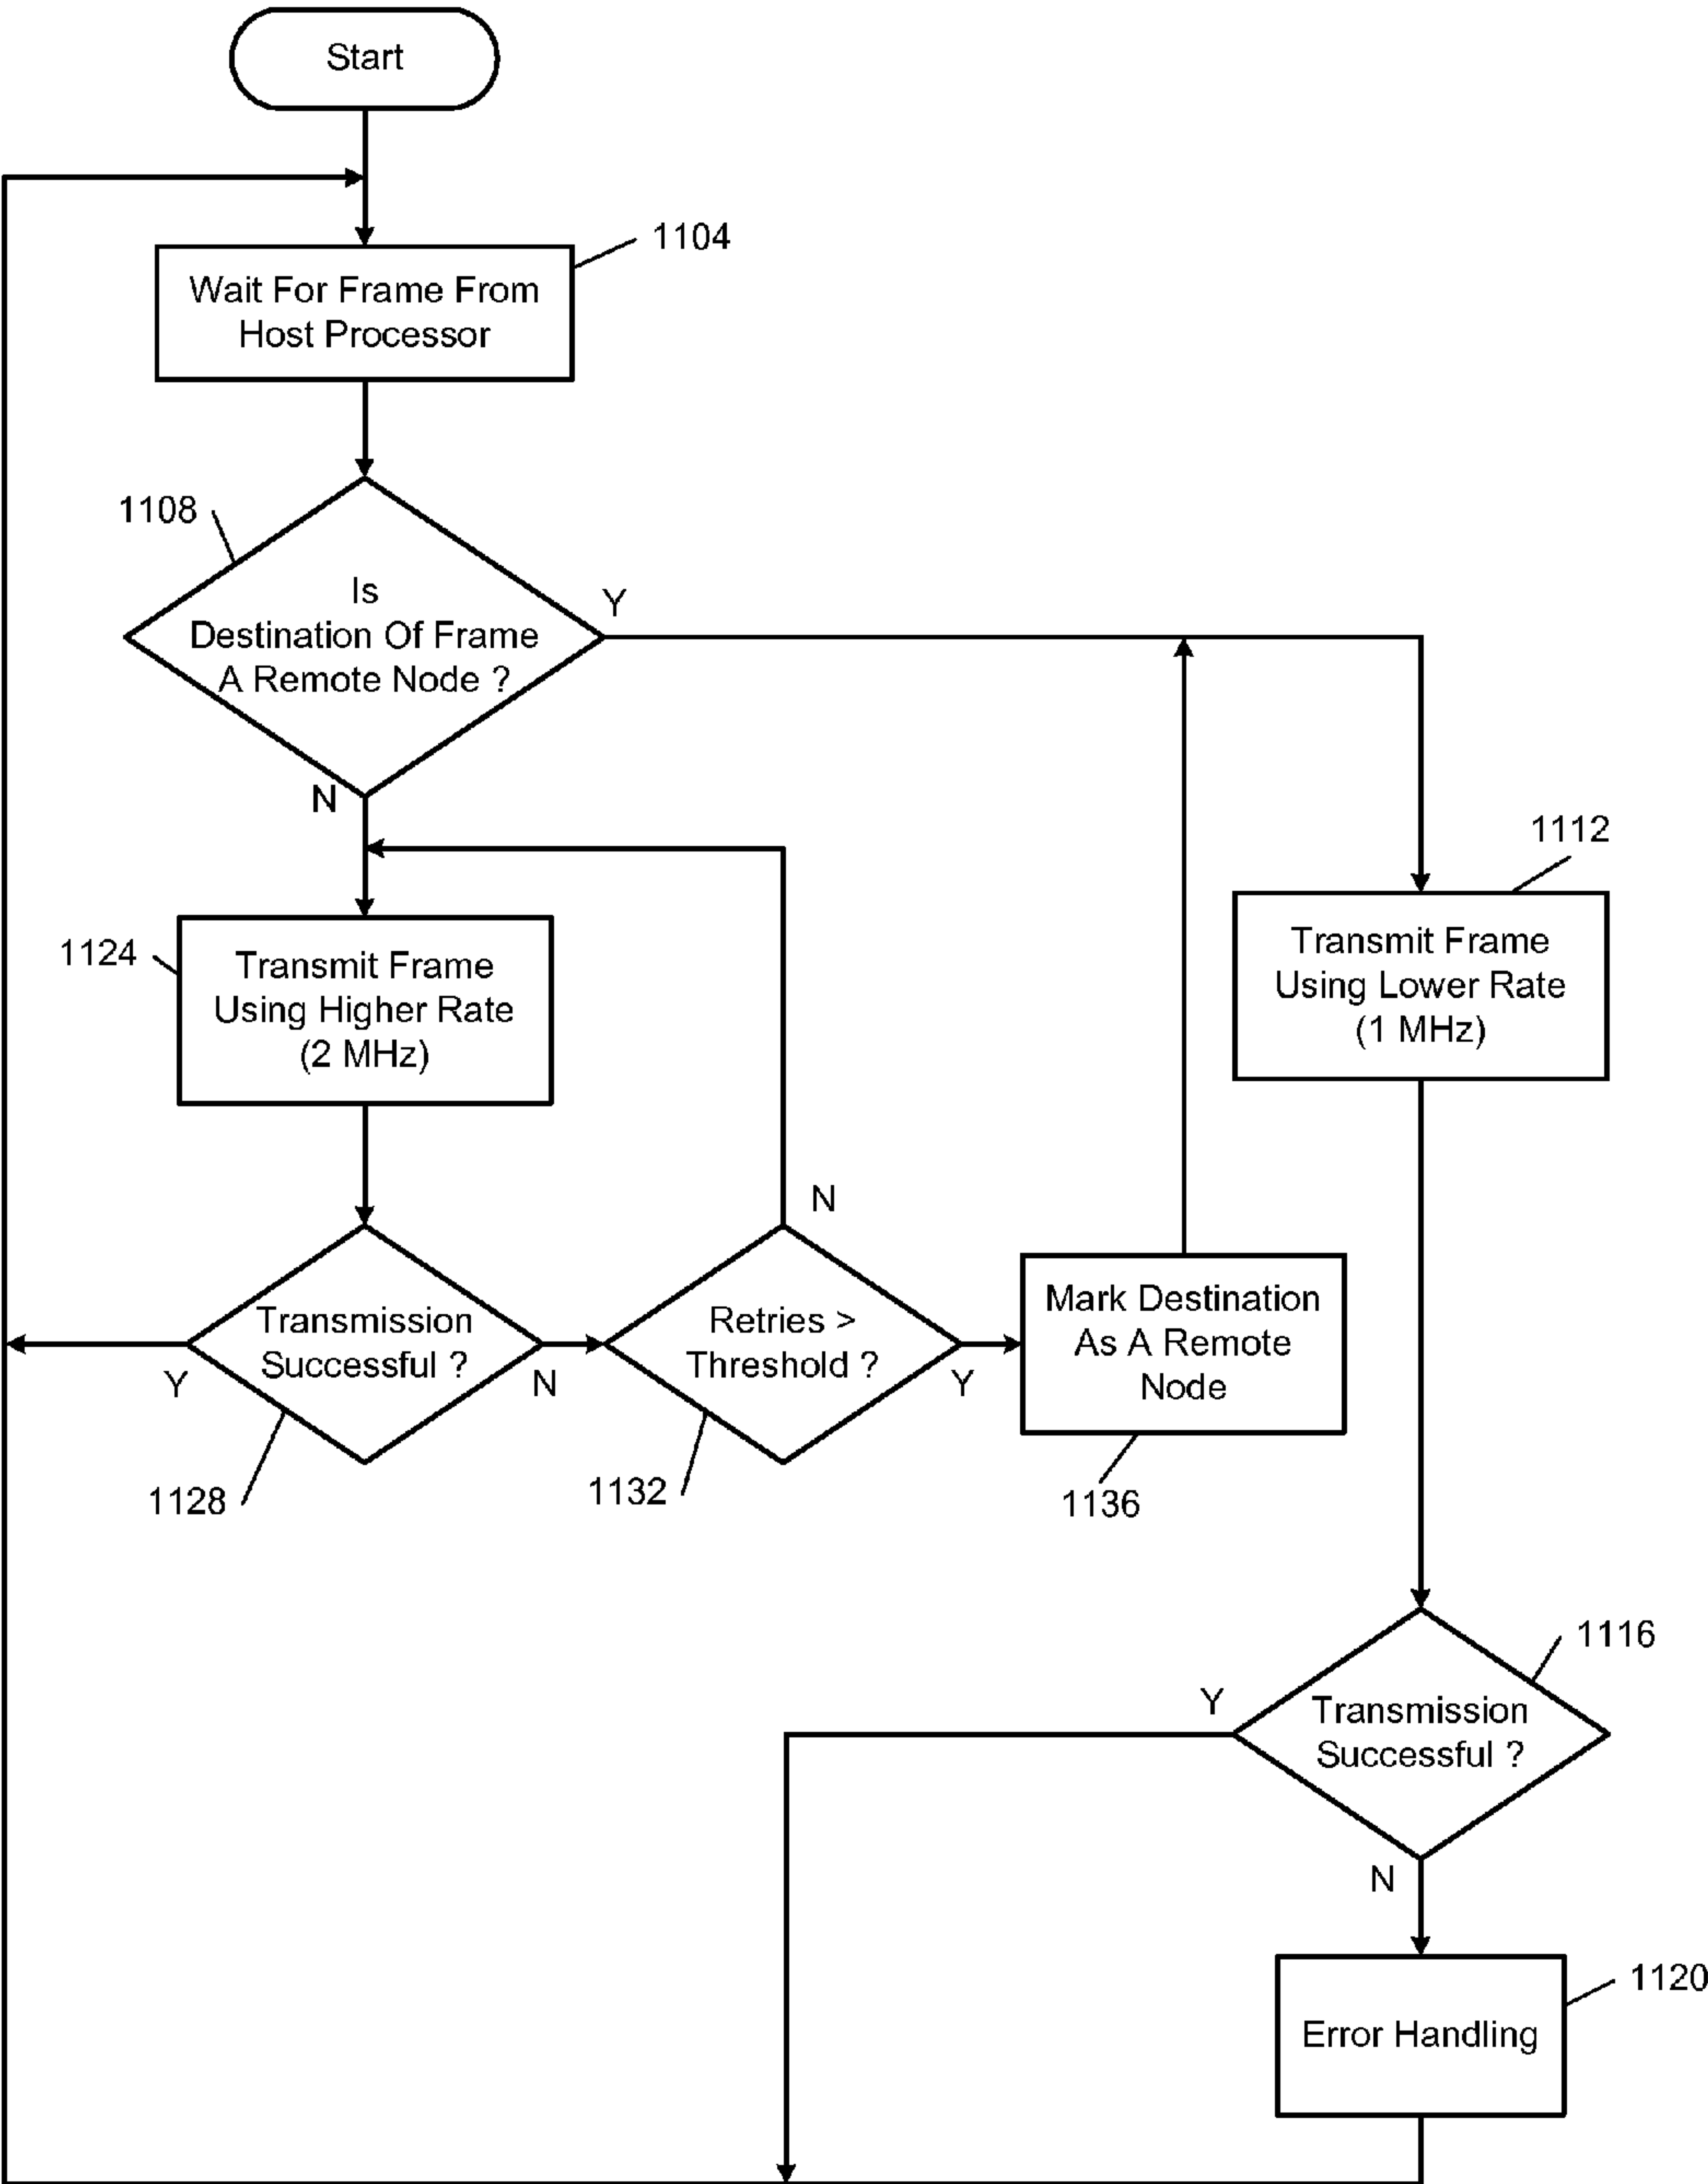 Start
1104
Wait For Frame From
Host Processor
1108
Is
Destination Of Frame
A Remote Node ?
Y
N
1112
Transmit Frame
Using Lower Rate
(1 MHz)
1124
Transmit Frame
Using Higher Rate
(2 MHz)
N
Transmission
Successful ?
Y
N
1128
Retries >
Threshold ?
Y
1132
Mark Destination
As A Remote
Node
1136
1116
Y
Transmission
Successful ?
N
1120
Error Handling